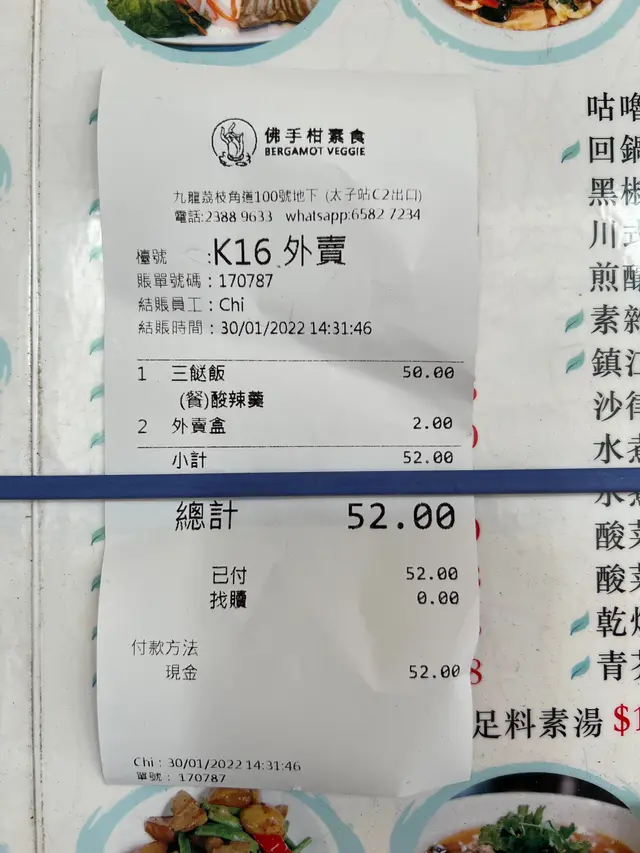 佛手柑素食
BERGAMOT VEGGIE
九龍荔枝角道100號地下 (太子站C2出口)
電話:2388 9633 whatsapp:6582 7234
檯號 :K16 外賣
賬單號碼 : 170787
結賬員工 : Chi
結賬時間 : 30/01/2022 14:31:46
1 三餸飯 50.00
(餐)酸辣羹
2 外賣盒 2.00
小計 52.00
總計 52.00
已付 52.00
找贖 0.00
付款方法
現金 52.00
Chi : 30/01/2022 14:31:46
單號 : 170787
咕嚕
回鍋
黑椒
川式
煎釀
素雜
鎮江
沙律
水煮
水煮
酸菜
酸菜
乾煸
青
8
足料素湯 $1